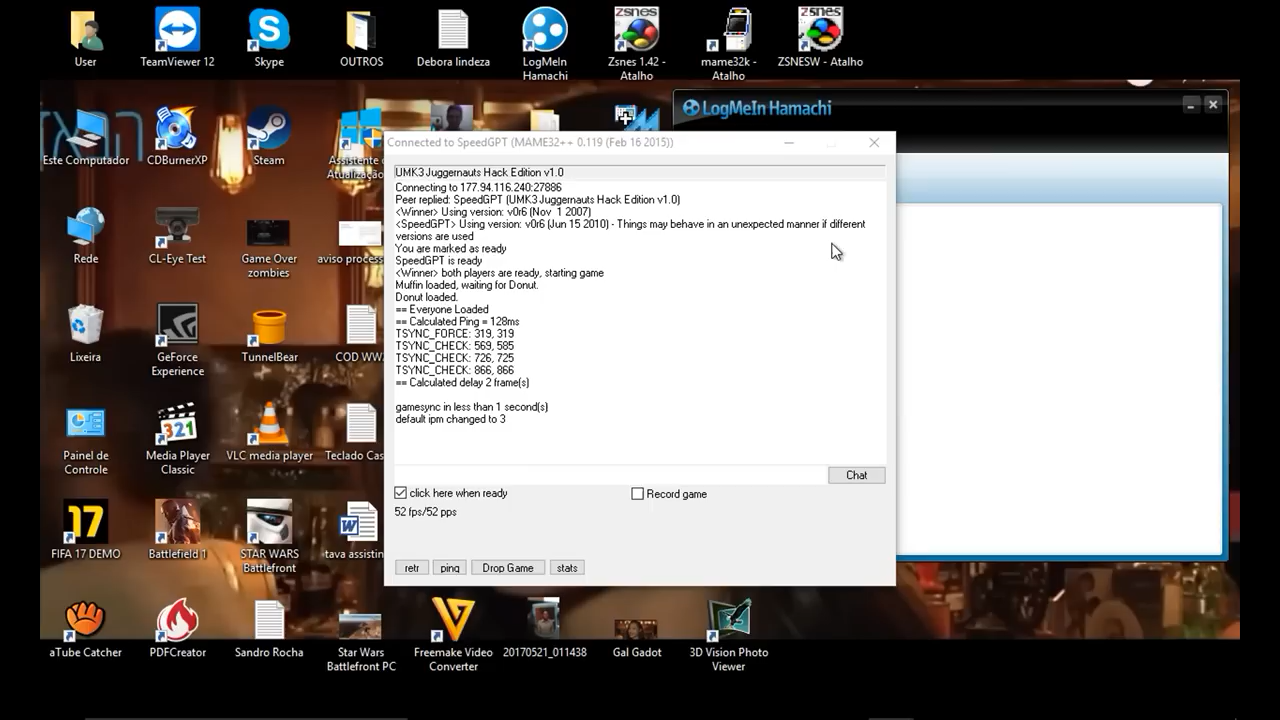 User
TeamViewer 12
Skype
OUTROS
Debora lindeza
LogMeIn
Hamachi
Zsnes 1.42 -
Atalho
mame32k -
Atalho
ZSNESW - Atalho
LogMeIn Hamachi
Este Computador
CDBurnerXP
Steam
Assistente
Atualização
Rede
CL-Eye Test
Game Over
zombies
aviso process
Lixeira
GeForce
Experience
TunnelBear
COD WW
Painel de
Controle
Media Player
Classic
VLC media player
Teclado Cas
FIFA 17 DEMO
Battlefield 1
STAR WARS
Battlefront
tava assistin
aTube Catcher
PDFCreator
Sandro Rocha
Star Wars
Battlefront PC
Freemake Video
Converter
20170521_011438
Gal Gadot
3D Vision Photo
Viewer
Connected to SpeedGPT (MAME32++ 0.119 (Feb 16 2015))
UMK3 Juggernauts Hack Edition v1.0
Connecting to 177.94.116.240:27886
Peer replied: SpeedGPT (UMK3 Juggernauts Hack Edition v1.0)
<Winner> Using version: v0r6 (Nov 1 2007)
<SpeedGPT> Using version: v0r6 (Jun 15 2010) - Things may behave in an unexpected manner if different
versions are used
You are marked as ready
SpeedGPT is ready
<Winner> both players are ready, starting game
Muffin loaded, waiting for Donut.
Donut loaded.
== Everyone Loaded
== Calculated Ping = 128ms
TSYNC_FORCE: 319, 319
TSYNC_CHECK: 569, 585
TSYNC_CHECK: 726, 725
TSYNC_CHECK: 866, 866
== Calculated delay 2 frame(s)
gamesync in less than 1 second(s)
default ipm changed to 3
Chat
click here when ready
Record game
52 fps/52 pps
retr
ping
Drop Game
stats